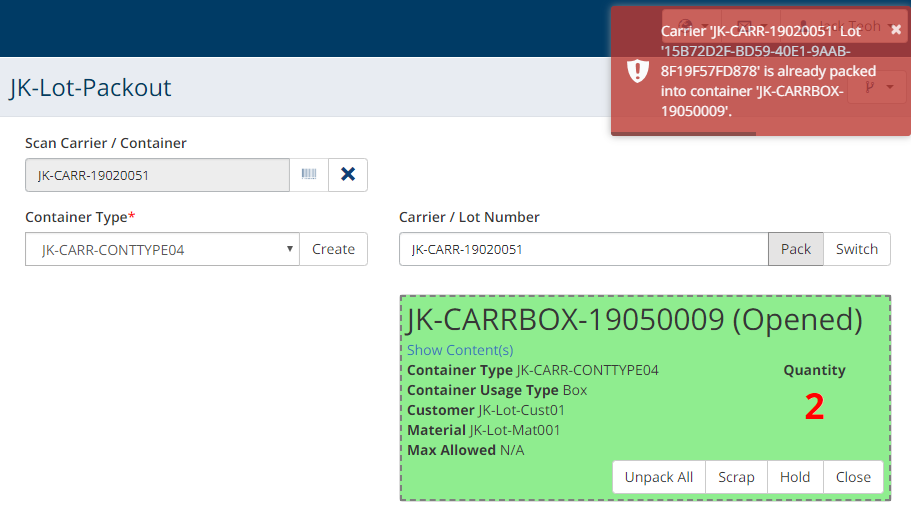 JK-Lot-Packout
Carrier 'JK-CARR-19020051' Lot
'15B72D2F-BD59-40E1-9AAB-
8F19F57FD878' is already packed
into container 'JK-CARRBOX-
19050009'.
Scan Carrier / Container
JK-CARR-19020051
Container Type*
Carrier / Lot Number
JK-CARR-CONTTYPE04
Create
JK-CARR-19020051
Pack
Switch
JK-CARRBOX-19050009 (Opened)
Show Content(s)
Container Type JK-CARR-CONTTYPE04
Quantity
Container Usage Type Box
2
Customer JK-Lot-Cust01
Material JK-Lot-Mat001
Max Allowed N/A
Unpack All
Scrap
Hold
Close